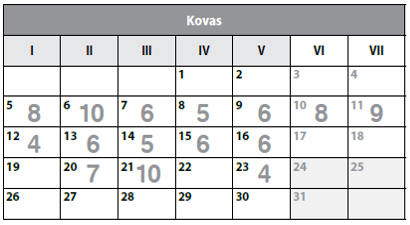 Kovas
I II III IV V VI VII
1 2 3 4
5 8 6 10 7 6 8 5 9 6 10 8 11 9
12 4 13 6 14 5 15 6 16 6 17 18
19 20 7 21 10 22 23 4 24 25
26 27 28 29 30 31